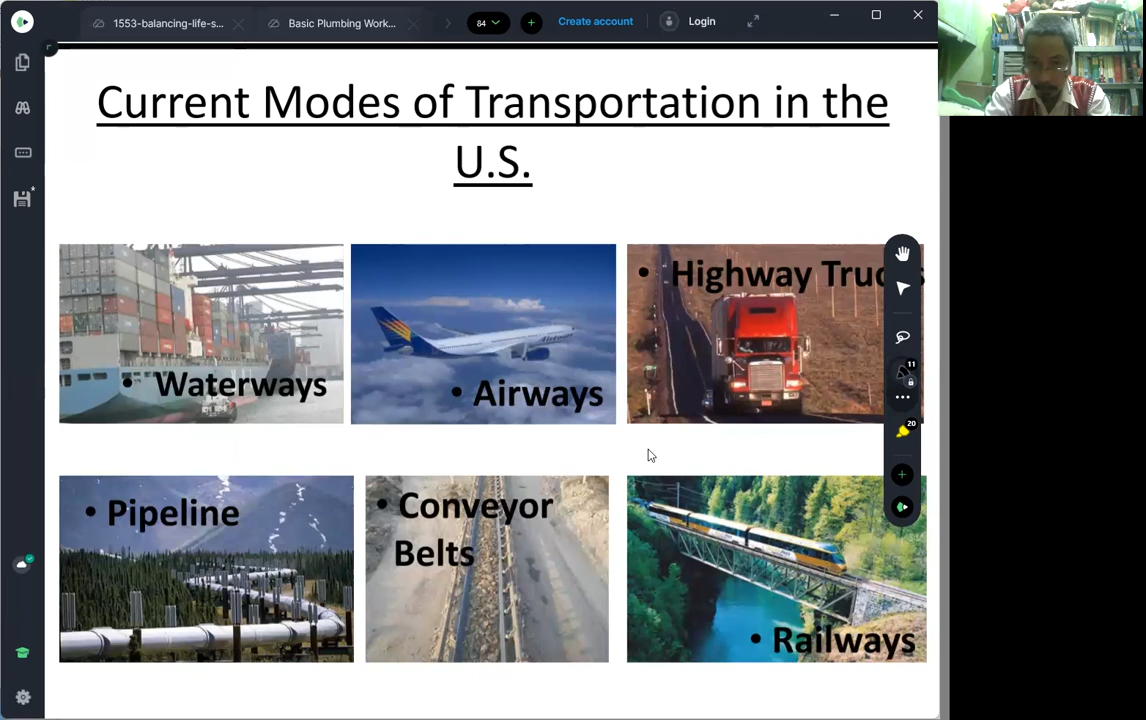 1553-balancing-life-s...
Basic Plumbing Work...
84
Create account
Login
Current Modes of Transportation in the
U.S.
• Waterways
• Airways
• Highway Truc
11
20
• Pipeline
• Conveyor
Belts
• Railways